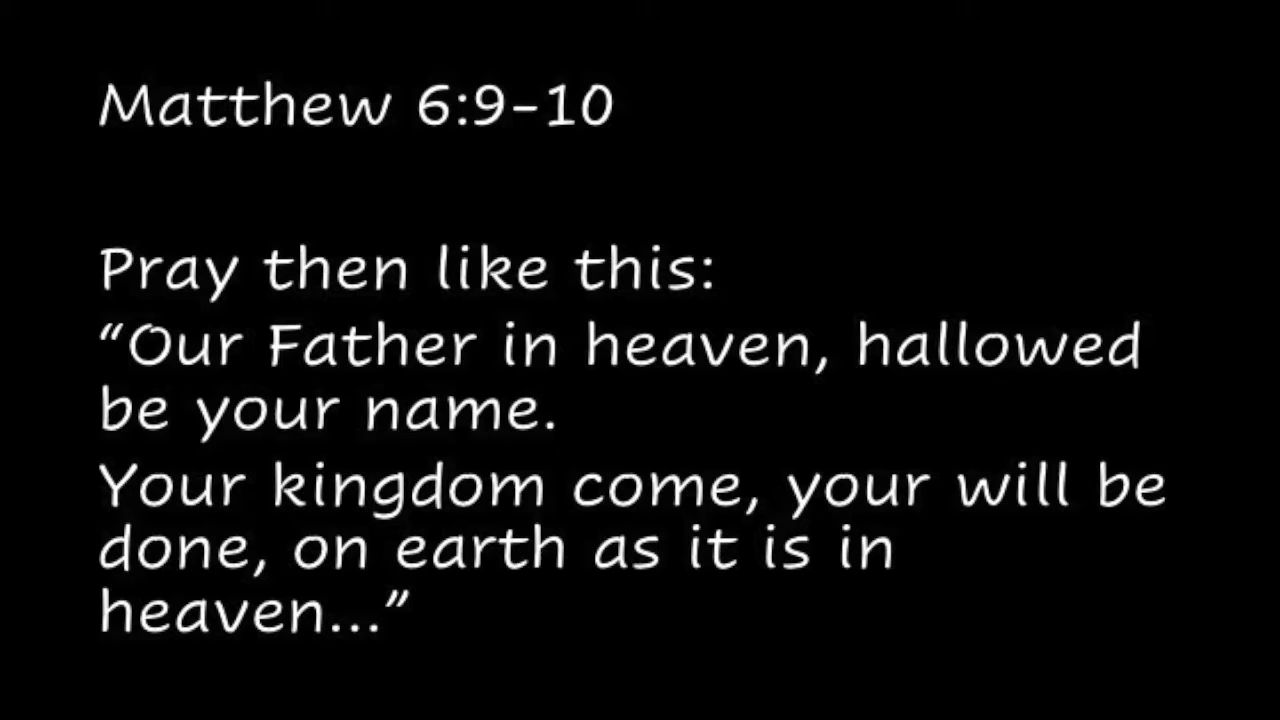 Matthew 6:9-10
Pray then like this:
“Our Father in heaven, hallowed
be your name.
Your kingdom come, your will be
done, on earth as it is in
heaven...”